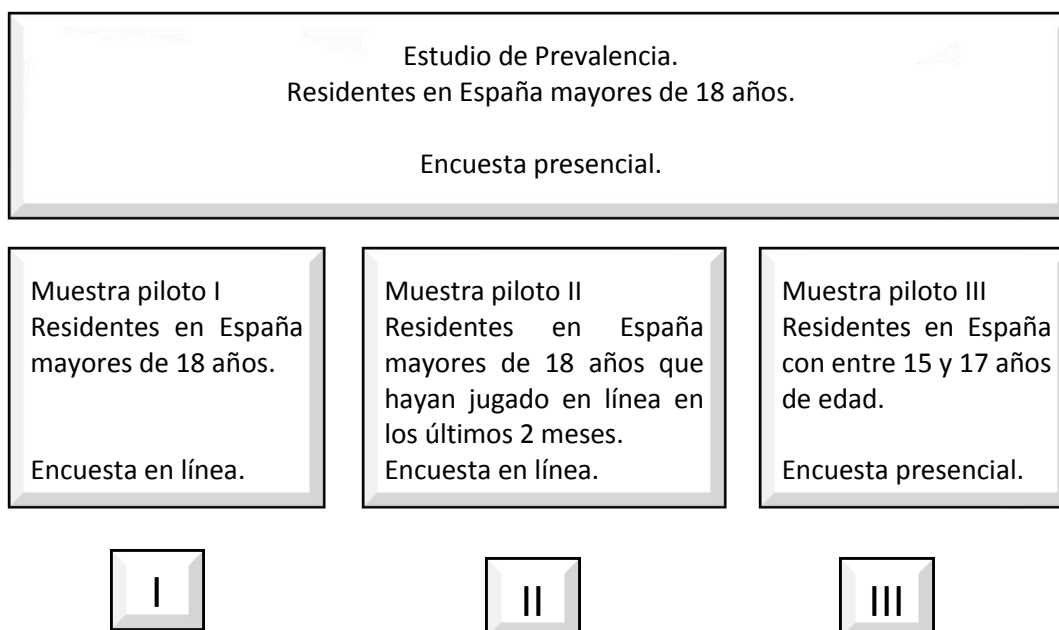 Estudio de Prevalencia.
Residentes en España mayores de 18 años.
Encuesta presencial.
Muestra piloto I
Residentes en España
mayores de 18 años.
Encuesta en línea.
Muestra piloto II
Residentes en España
mayores de 18 años que
hayan jugado en línea en
los últimos 2 meses.
Encuesta en línea.
Muestra piloto III
Residentes en España
con entre 15 y 17 años
de edad.
Encuesta presencial.
I
II
III